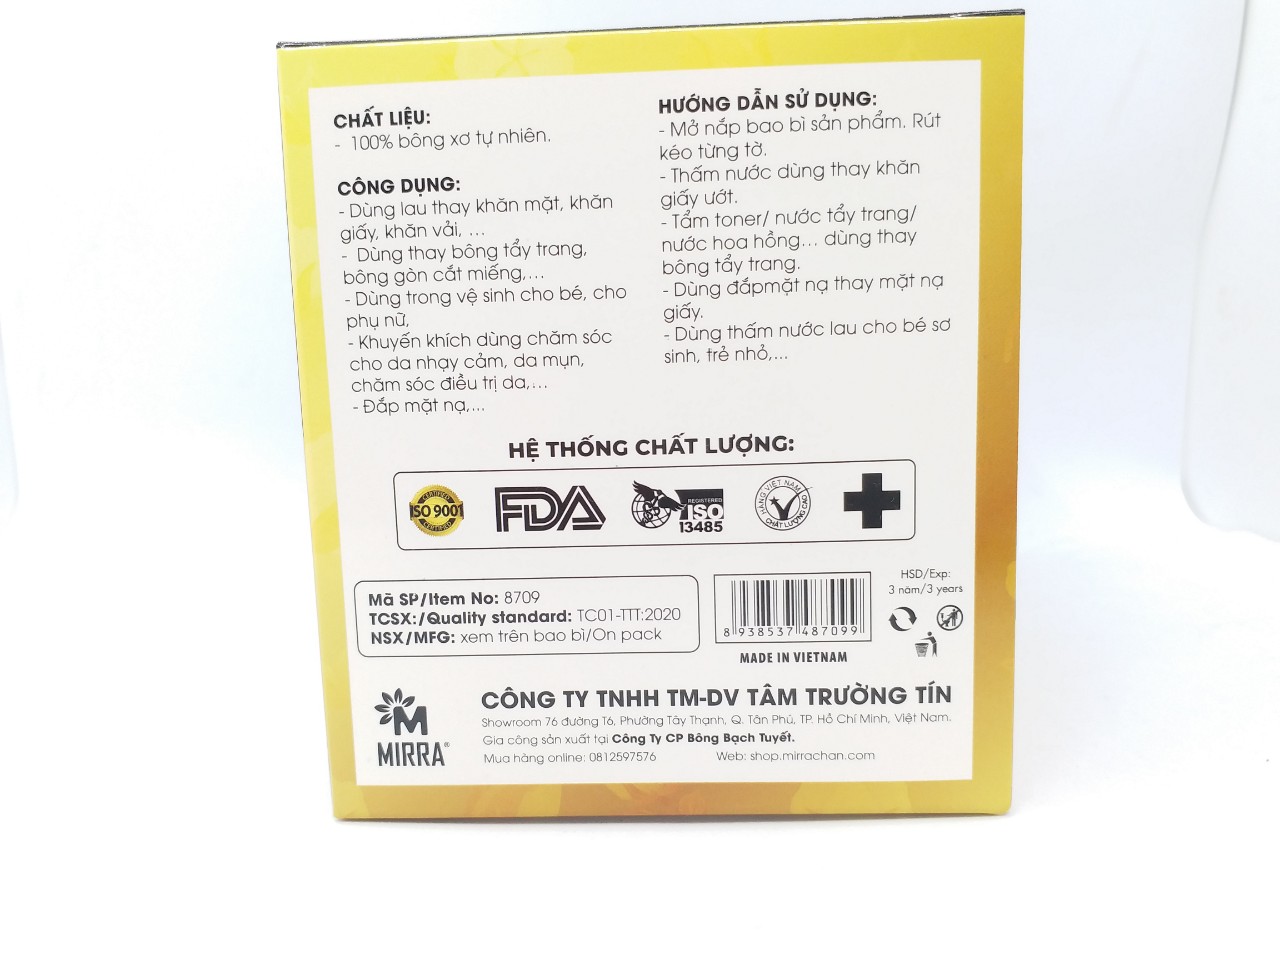 CHẤT LIỆU:
- 100% bông xơ tự nhiên.
CÔNG DỤNG:
- Dùng lau thay khăn mặt, khăn
giấy, khăn vải, ...
- Dùng thay bông tẩy trang,
bông gòn cắt miếng,...
- Dùng trong vệ sinh cho bé, cho
phụ nữ,
- Khuyến khích dùng chăm sóc
cho da nhạy cảm, da mụn,
chăm sóc điều trị da,...
- Đắp mặt nạ,...
HƯỚNG DẪN SỬ DỤNG:
- Mở nắp bao bì sản phẩm. Rút
kéo từng tờ.
- Thấm nước dùng thay khăn
giấy ướt.
- Tẩm toner/ nước tẩy trang/
nước hoa hồng... dùng thay
bông tẩy trang.
- Dùng đắpmặt nạ thay mặt nạ
giấy.
- Dùng thấm nước lau cho bé sơ
sinh, trẻ nhỏ,...
HỆ THỐNG CHẤT LƯỢNG:
CERTIFIED
ISO 9001
CERTIFIED
FDA
REGISTERED
ISO
13485
HÀNG VIỆT NAM
CHẤT LƯỢNG CAO
Mã SP/Item No: 8709
TCSX:/Quality standard: TC01-TTT:2020
NSX/MFG: xem trên bao bì/On pack
8 938537 487099
MADE IN VIETNAM
HSD/Exp:
3 năm/3 years
M
MIRRA®
CÔNG TY TNHH TM-DV TÂM TRƯỜNG TÍN
Showroom 76 đường T6, Phường Tây Thạnh, Q. Tân Phú, TP. Hồ Chí Minh, Việt Nam.
Gia công sản xuất tại Công Ty CP Bông Bạch Tuyết.
Mua hàng online: 0812597576 Web: shop.mirrachan.com